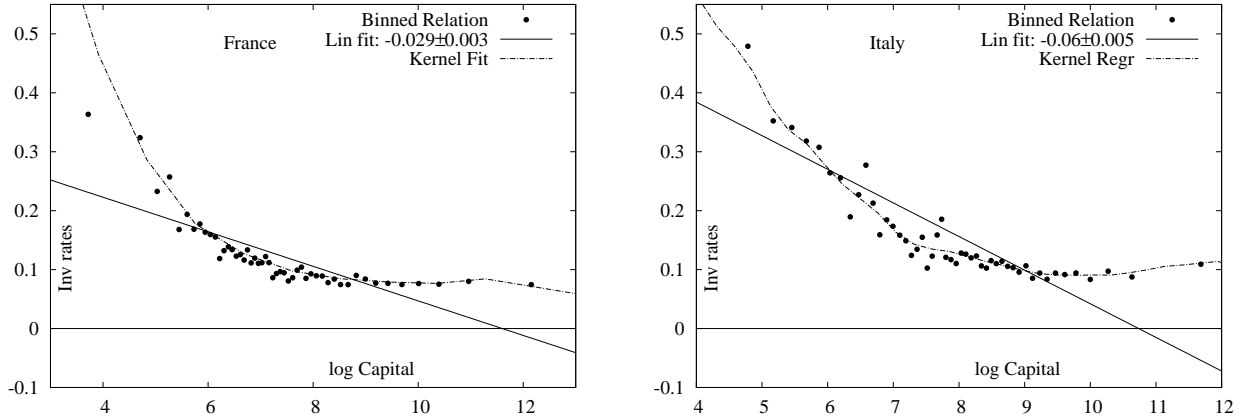 0.5
0.4
0.3
0.2
0.1
0
-0.1
Inv rates
France
Binned Relation
Lin fit: -0.029±0.003
Kernel Fit
log Capital
4 6 8 10 12
0.5
0.4
0.3
0.2
0.1
0
-0.1
Inv rates
Italy
Binned Relation
Lin fit: -0.06±0.005
Kernel Regr
log Capital
4 5 6 7 8 9 10 11 12